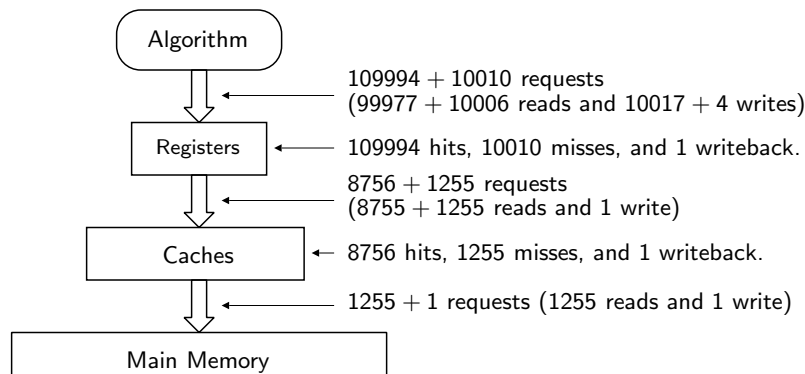 Algorithm
109994 + 10010 requests
(99977 + 10006 reads and 10017 + 4 writes)
Registers
109994 hits, 10010 misses, and 1 writeback.
8756 + 1255 requests
(8755 + 1255 reads and 1 write)
Caches
8756 hits, 1255 misses, and 1 writeback.
1255 + 1 requests (1255 reads and 1 write)
Main Memory